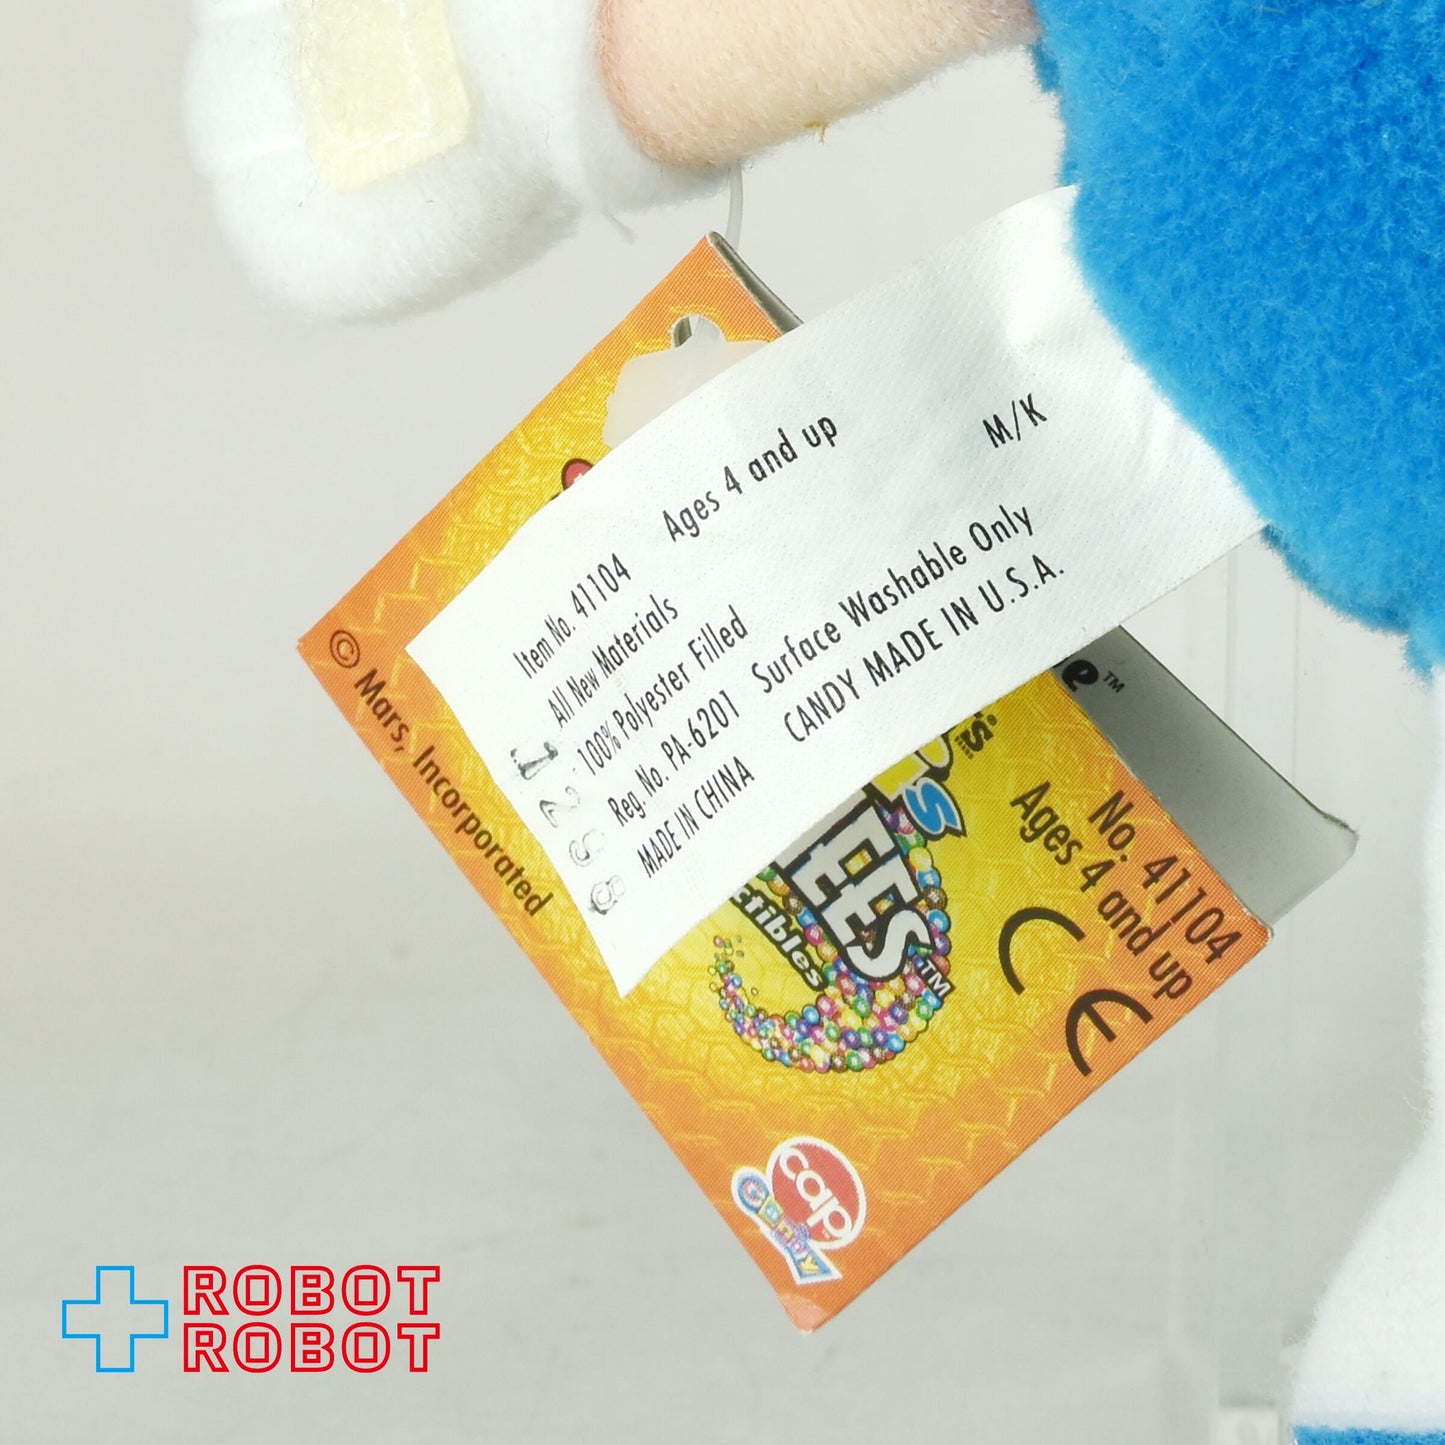 Item No. 41104 Ages 4 and up
All New Materials M/K
100% Polyester Filled
Reg. No. PA-6201 Surface Washable Only
MADE IN CHINA CANDY MADE IN U.S.A.
© Mars, Incorporated
No. 41104
Ages 4 and up
CE
cap
Candy
ROBOT
ROBOT